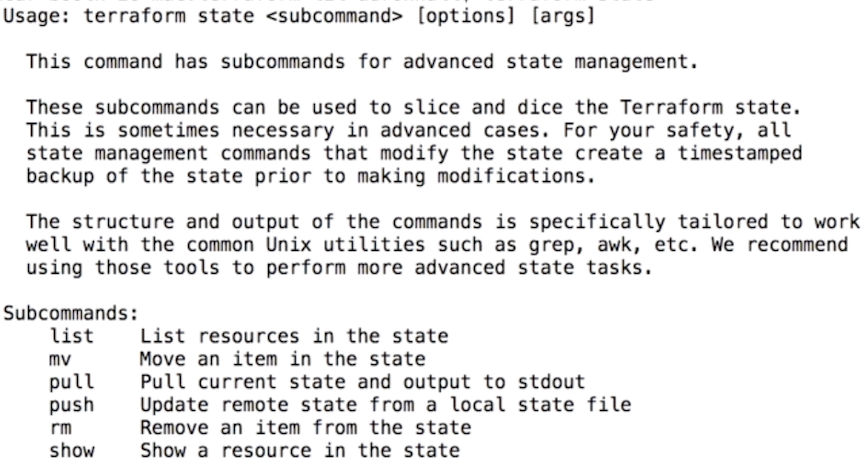 Usage: terraform state <subcommand> [options] [args]
This command has subcommands for advanced state management.
These subcommands can be used to slice and dice the Terraform state.
This is sometimes necessary in advanced cases. For your safety, all
state management commands that modify the state create a timestamped
backup of the state prior to making modifications.
The structure and output of the commands is specifically tailored to work
well with the common Unix utilities such as grep, awk, etc. We recommend
using those tools to perform more advanced state tasks.
Subcommands:
list List resources in the state
mv Move an item in the state
pull Pull current state and output to stdout
push Update remote state from a local state file
rm Remove an item from the state
show Show a resource in the state